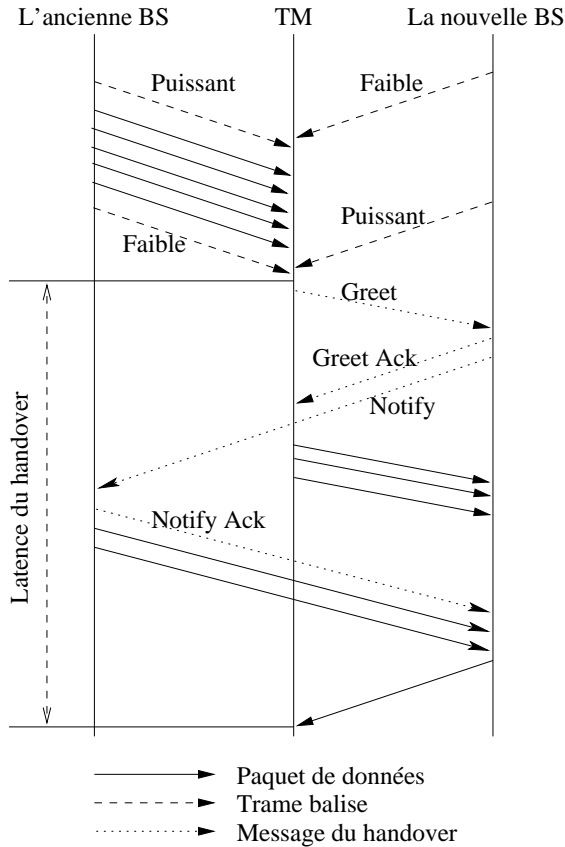 L'ancienne BS
TM
La nouvelle BS
Puissant
Faible
Puissant
Faible
Greet
Greet Ack
Notify
Notify Ack
Latence du handover
Paquet de données
Trame balise
Message du handover